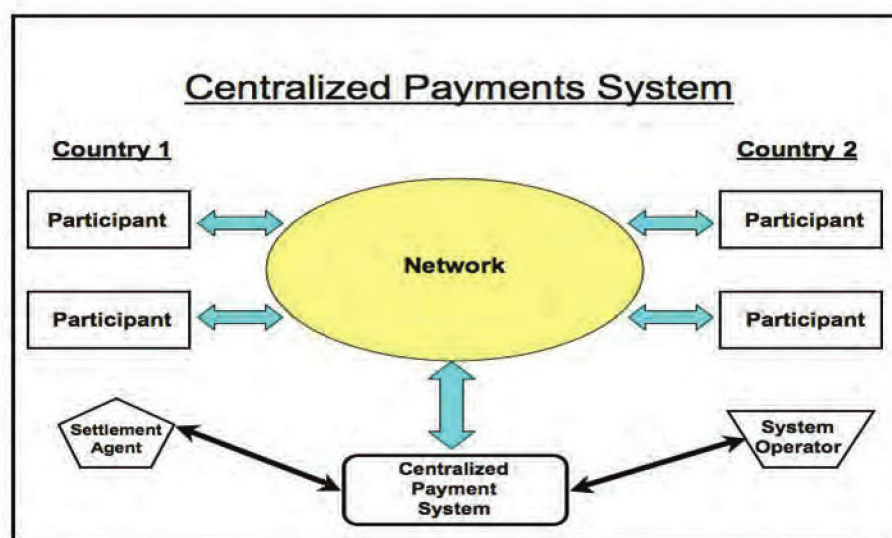 Centralized Payments System
Country 1
Country 2
Participant
Participant
Network
Participant
Participant
Settlement
Agent
System
Operator
Centralized
Payment
System